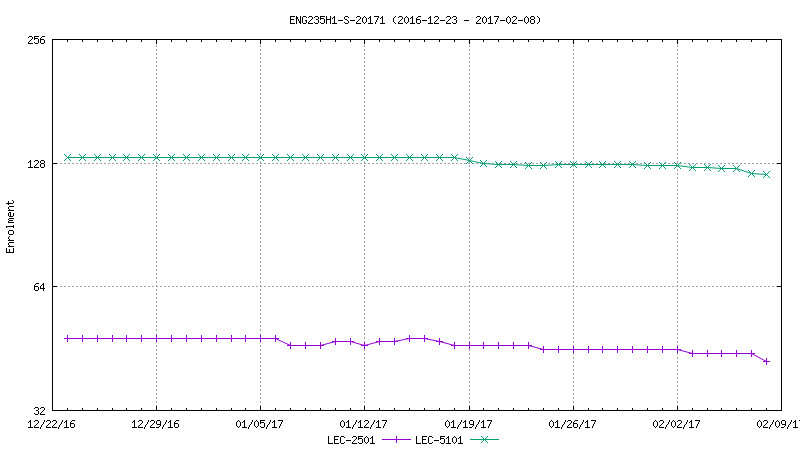 ENG235H1-S-20171 (2016-12-23 - 2017-02-08)
256
128
64
32
Enrolment
12/22/16 12/29/16 01/05/17 01/12/17 01/19/17 01/26/17 02/02/17 02/09/1
LEC-2501 LEC-5101